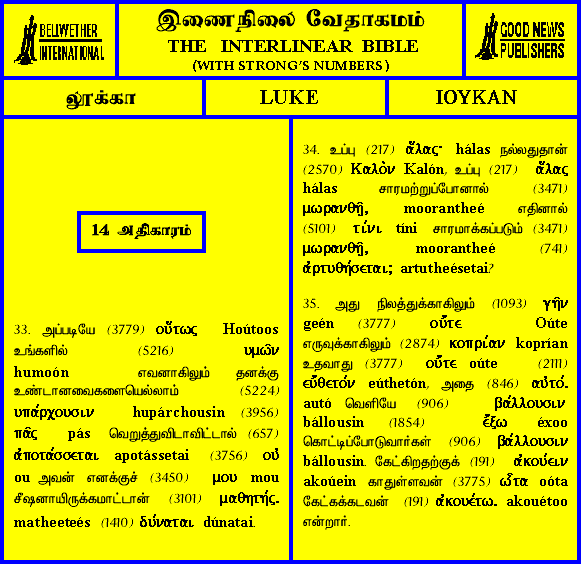 BELLWETHER
INTERNATIONAL
இணைநிலை வேதாகமம்
THE INTERLINEAR BIBLE
(WITH STRONG'S NUMBERS)
GOOD NEWS
PUBLISHERS
லூக்கா
LUKE
ΙΟΥΚΑΝ
14 அதிகாரம்
33. அப்படியே (3779) οὕτως Hoútoos
உங்களில் (5216) υμῶν
humoón எவனாகிலும் தனக்கு
உண்டானவைகளையெல்லாம் (5224)
υπάρχουσιν hupárchousin (3956)
πᾶς pás வெறுத்துவிடாவிட்டால் (657)
ἀποτάσσεται apotássetai (3756) οὐ
ou அவன் எனக்குச் (3450) μου mou
சீஷனாயிருக்கமாட்டான் (3101) μαθητής.
matheeteés (1410) δύναται dúnatai.
34. உப்பு (217) ἅλας· hálas நல்லதுதான்
(2570) Καλὸν Kalón, உப்பு (217) ἅλας
hálas சாரமற்றுப்போனால் (3471)
μωρανθῇ, moorantheé எதினால்
(5101) τίνι tíni சாரமாக்கப்படும் (3471)
μωρανθῇ, moorantheé (741)
ἀρτυθήσεται; artutheésetai?
35. அது நிலத்துக்காகிலும் (1093) γῆν
geén (3777) οὔτε Oúte
எருவுக்காகிலும் (2874) κοπρίαν koprían
உதவாது (3777) οὔτε oúte (2111)
εὔθετόν eúthetón, அதை (846) αὐτό.
autó வெளியே (906) βάλλουσιν
bállousin (1854) ἔξω éxoo
கொட்டிப்போடுவார்கள் (906) βάλλουσιν
bállousin. கேட்கிறதற்குக் (191) ἀκούειν
akoúein காதுள்ளவன் (3775) ὦτα oóta
கேட்கக்கடவன் (191) ἀκουέτω. akouétoo
என்றார்.